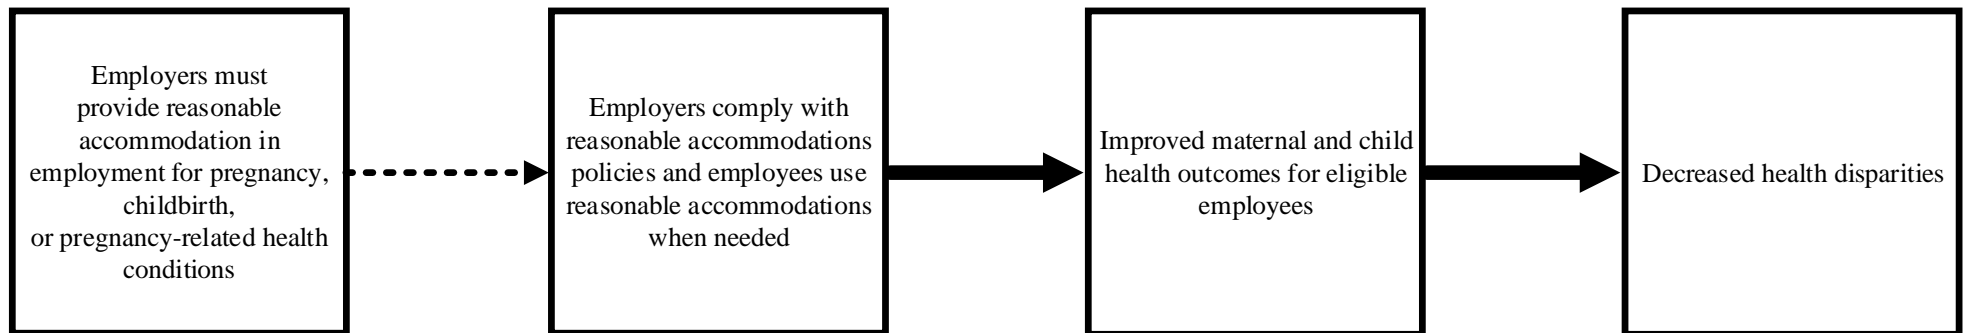 Employers must
provide reasonable
accommodation in
employment for pregnancy,
childbirth,
or pregnancy-related health
conditions
Employers comply with
reasonable accommodations
policies and employees use
reasonable accommodations
when needed
Improved maternal and child
health outcomes for eligible
employees
Decreased health disparities